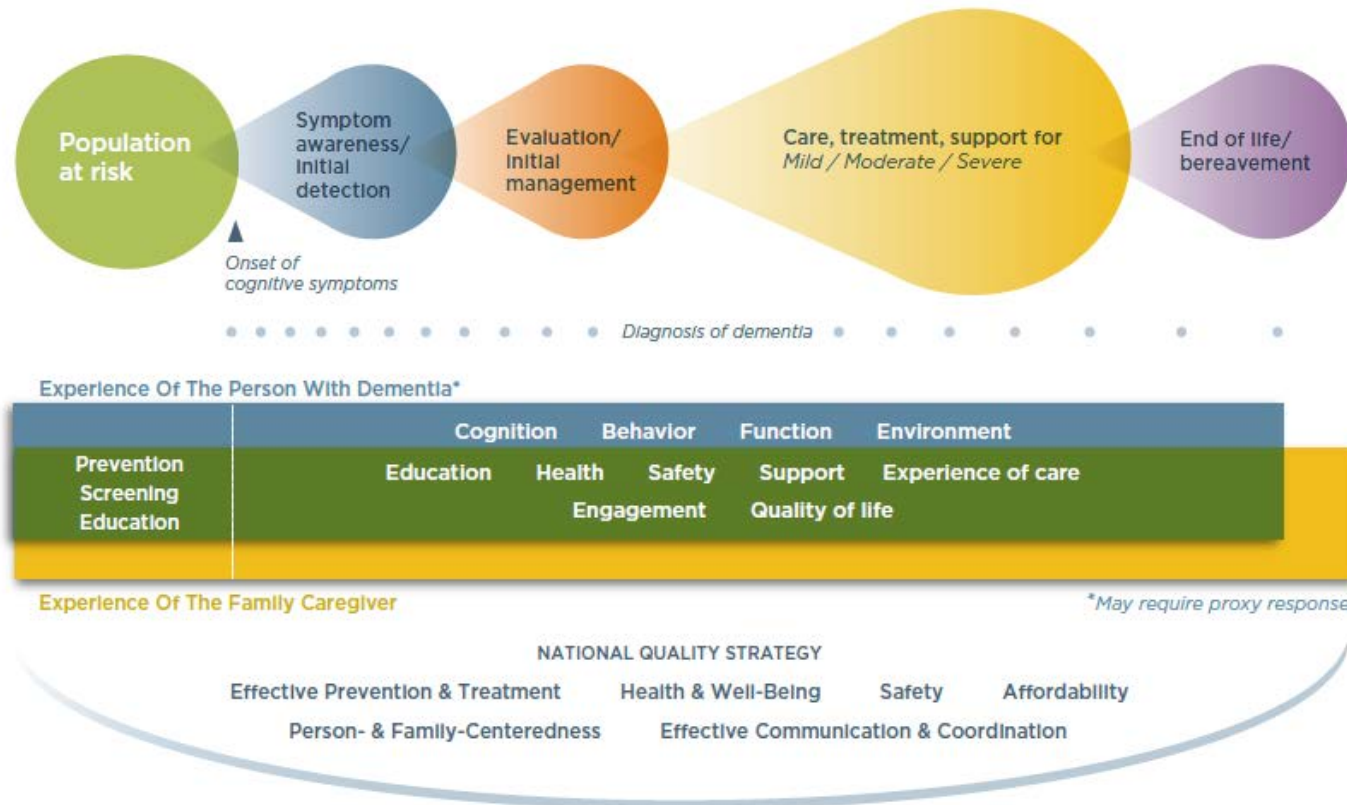 Population
at risk
Symptom
awareness/
initial
detection
Evaluation/
initial
management
Care, treatment, support for
Mild / Moderate / Severe
End of life/
bereavement
Onset of
cognitive symptoms
Diagnosis of dementia
Experience Of The Person With Dementia*
Cognition Behavior Function Environment
Prevention
Screening
Education
Education Health Safety Support Experience of care
Engagement Quality of life
Experience Of The Family Caregiver
*May require proxy response
NATIONAL QUALITY STRATEGY
Effective Prevention & Treatment Health & Well-Being Safety Affordability
Person- & Family-Centeredness Effective Communication & Coordination